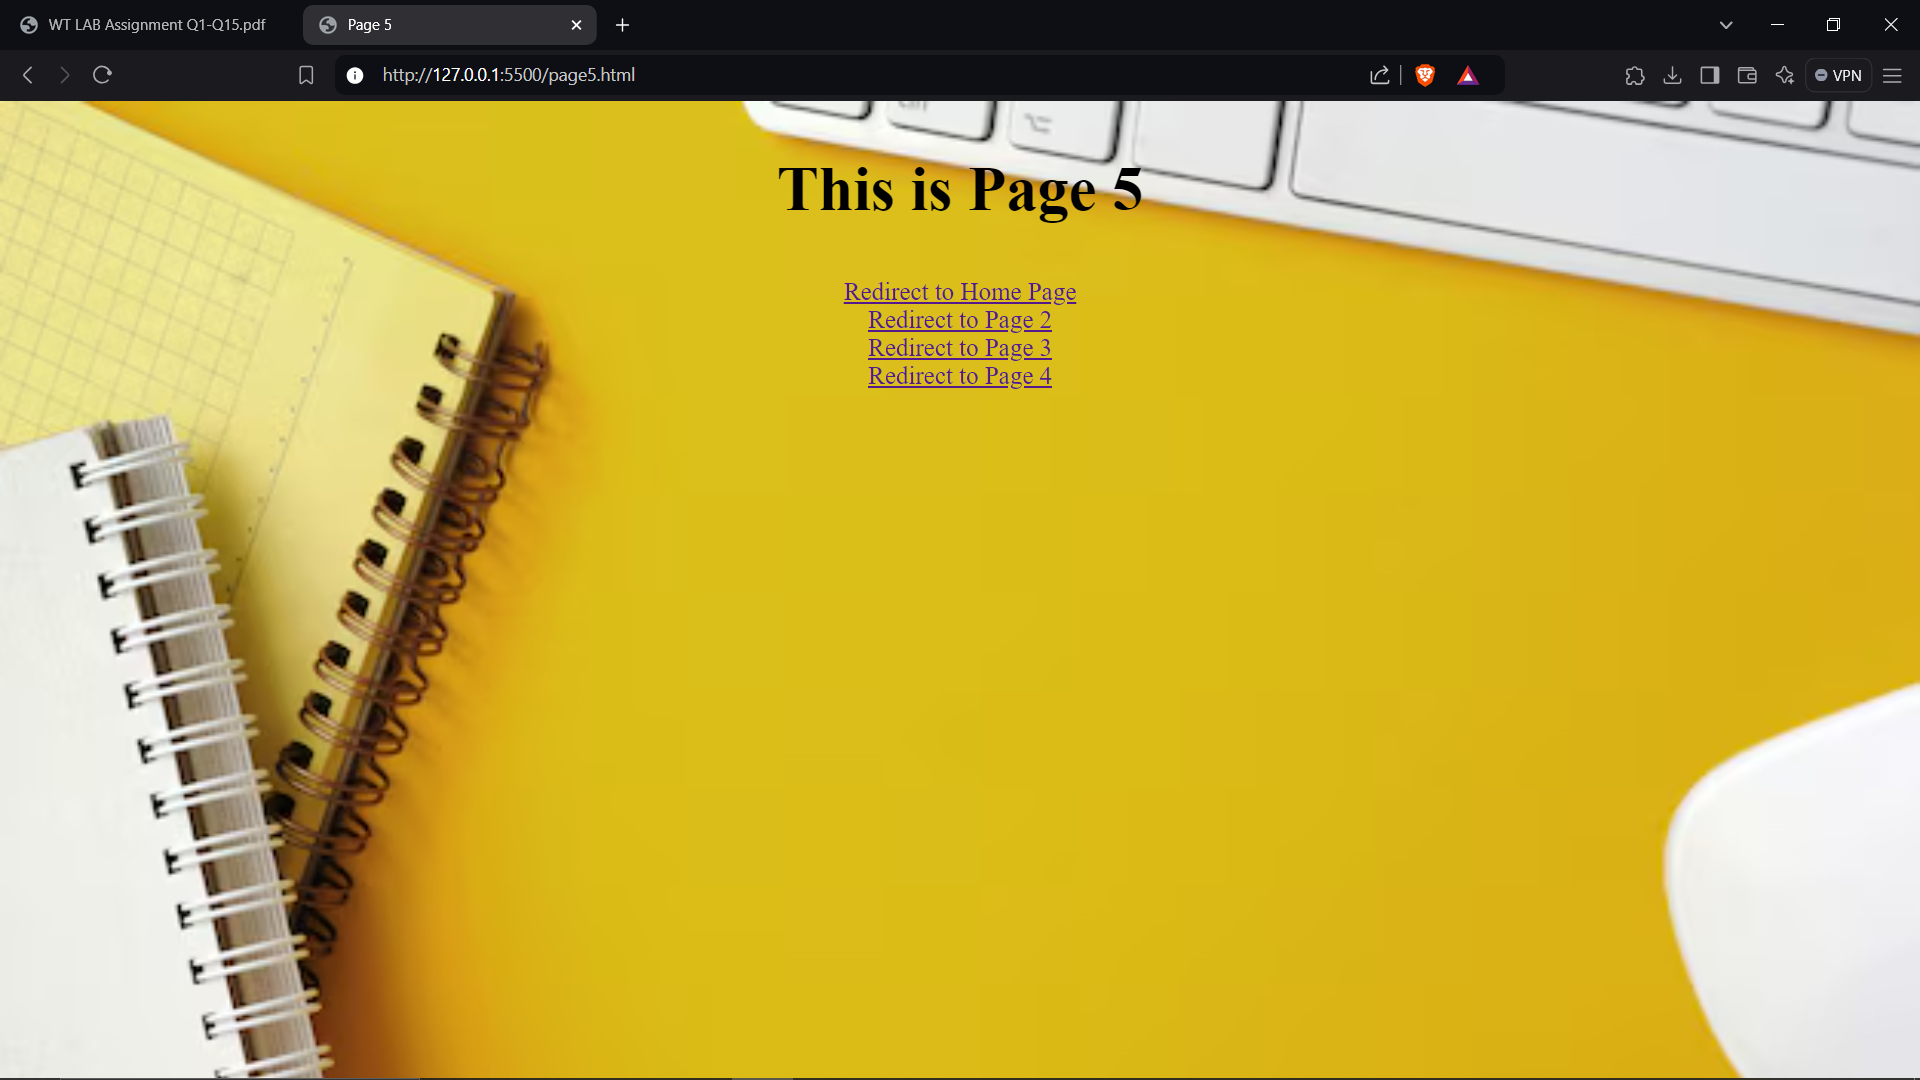 WT LAB Assignment Q1-Q15.pdf
Page 5
http://127.0.0.1:5500/page5.html
VPN
This is Page 5
Redirect to Home Page
Redirect to Page 2
Redirect to Page 3
Redirect to Page 4